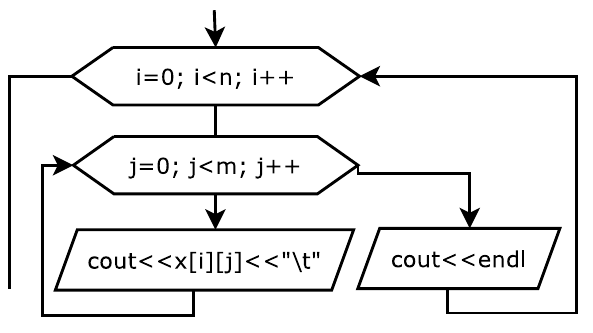 i=0; i<n; i++
j=0; j<m; j++
cout<<x[i][j]<<"\t"
cout<<endl